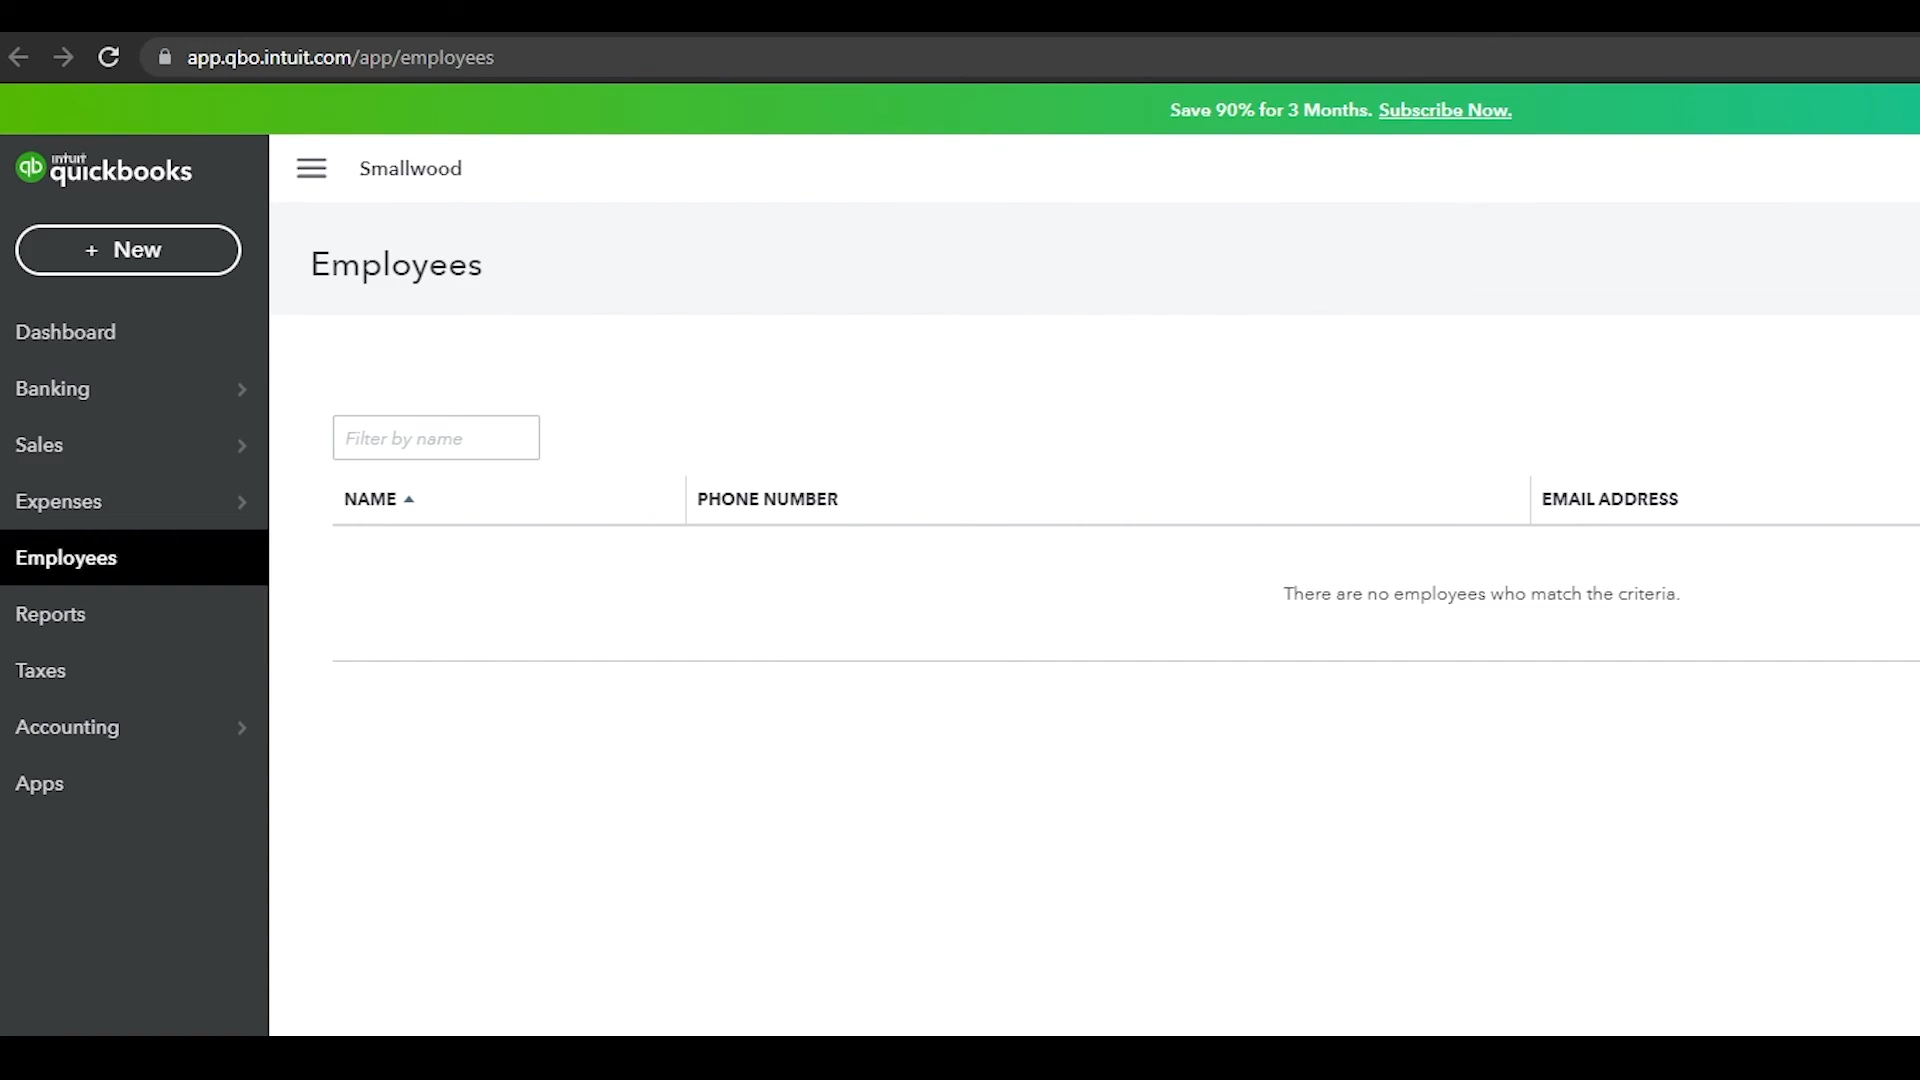 app.qbo.intuit.com/app/employees
Save 90% for 3 Months. Subscribe Now.
qb intuit quickbooks
Smallwood
+ New
Employees
Dashboard
Banking
Sales
Expenses
Employees
Reports
Taxes
Accounting
Apps
Filter by name
NAME PHONE NUMBER EMAIL ADDRESS
There are no employees who match the criteria.